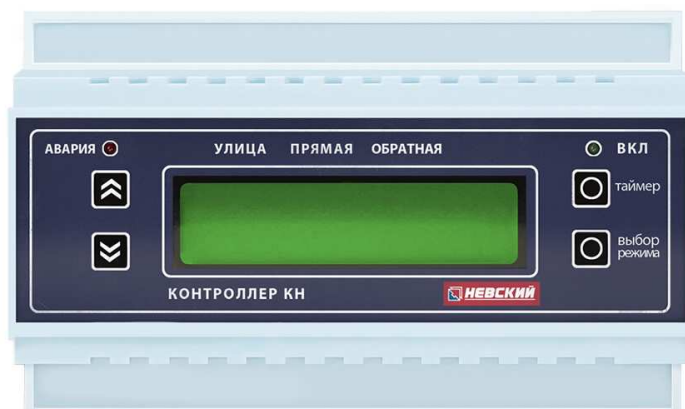 АВАРИЯ УЛИЦА ПРЯМАЯ ОБРАТНАЯ ВКЛ
таймер
выбор
режима
КОНТРОЛЛЕР КН НЕВСКИЙ